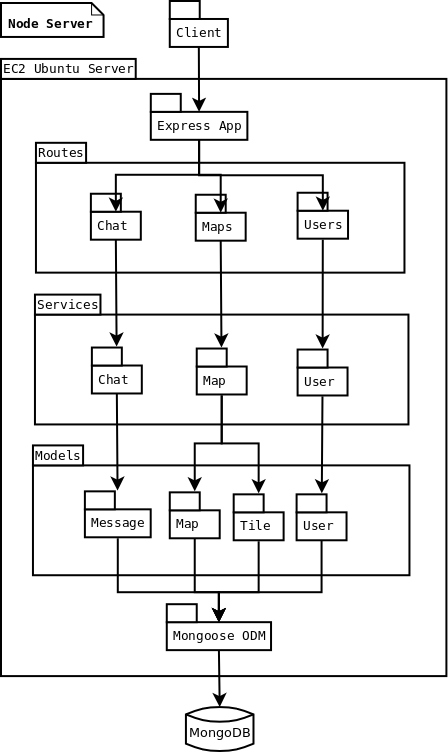 Node Server
Client
EC2 Ubuntu Server
Express App
Routes
Chat
Maps
Users
Services
Chat
Map
User
Models
Message
Map
Tile
User
Mongoose ODM
MongoDB